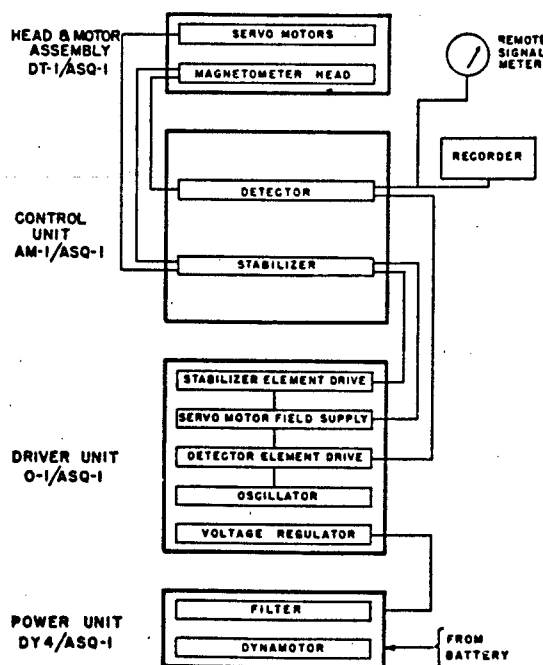 HEAD & MOTOR
ASSEMBLY
DT-1/ASQ-1
SERVO MOTORS
MAGNETOMETER HEAD
REMOTE
SIGNAL
METER
RECORDER
DETECTOR
CONTROL
UNIT
AM-1/ASQ-1
STABILIZER
STABILIZER ELEMENT DRIVE
SERVO MOTOR FIELD SUPPLY
DETECTOR ELEMENT DRIVE
DRIVER UNIT
O-1/ASQ-1
OSCILLATOR
VOLTAGE REGULATOR
POWER UNIT
DY4/ASQ-1
FILTER
DYNAMOTOR
FROM
BATTERY